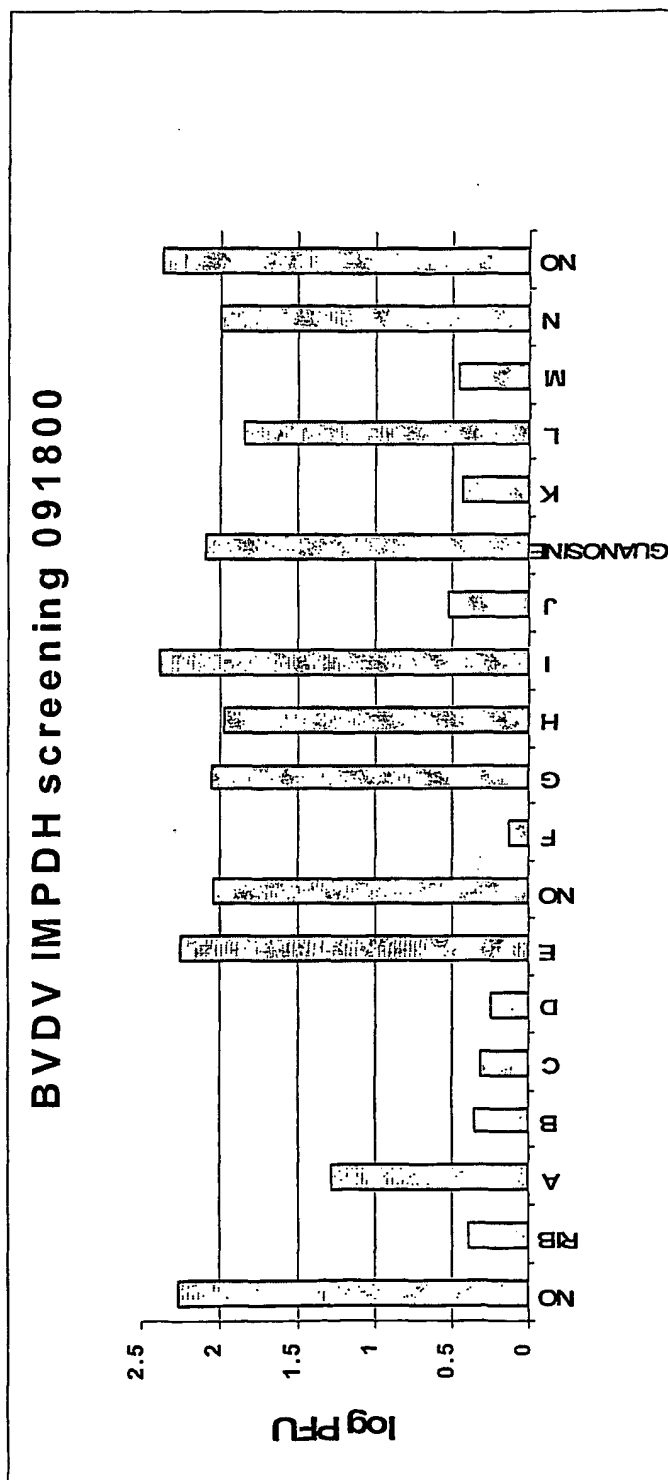 BVDV IMPDH screening 091800
log PFU
2.5
2
1.5
1
0.5
0
NO
RIB
A
B
C
D
E
NO
F
G
H
I
J
GUANOSINE
K
L
M
N
NO